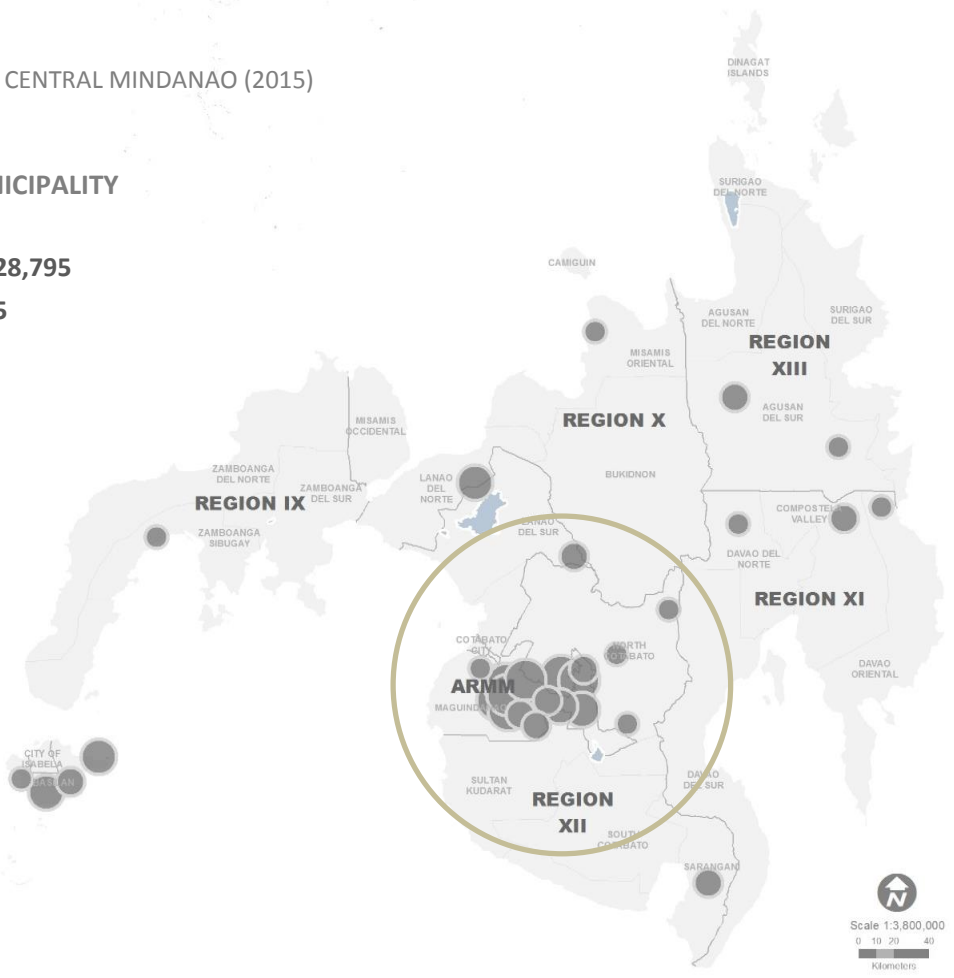 CENTRAL MINDANAO (2015)
NICIPALITY
28,795
5
DINAGAT
ISLANDS
SURIGAO
DEL NORTE
CAMIGUIN
AGUSAN
DEL NORTE
SURIGAO
DEL SUR
REGION
XIII
MISAMIS
ORIENTAL
AGUSAN
DEL SUR
REGION X
MISAMIS
OCCIDENTAL
BUKIDNON
ZAMBOANGA
DEL NORTE
ZAMBOANGA
DEL SUR
LANAO
DEL
NORTE
REGION IX
ZAMBOANGA
SIBUGAY
LANAO
DEL SUR
COMPOSTELA
VALLEY
DAVAO DEL
NORTE
REGION XI
COTABATO
CITY
NORTH
COTABATO
DAVAO
ORIENTAL
ARMM
MAGUINDANAO
CITY OF
ISABELA
BASILAN
SULTAN
KUDARAT
DAVAO
DEL SUR
REGION
XII
SOUTH
COTABATO
SARANGANI
N
Scale 1:3,800,000
0 10 20 40
Kilometers